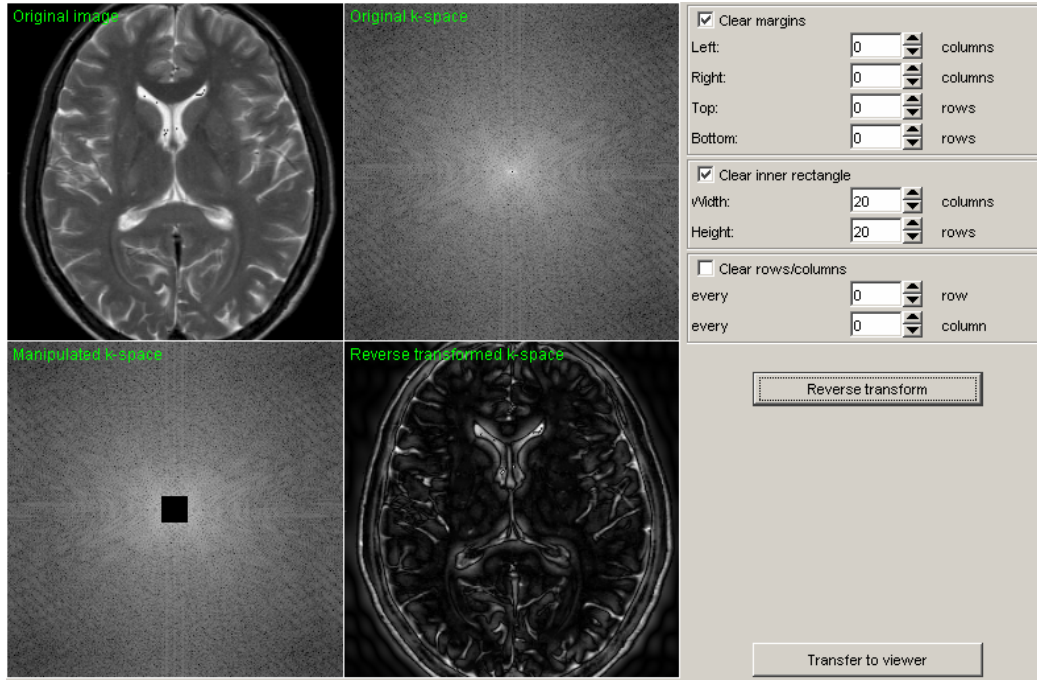 Original image
Original k-space
Manipulated k-space
Reverse transformed k-space
Clear margins
Left: 0 columns
Right: 0 columns
Top: 0 rows
Bottom: 0 rows
Clear inner rectangle
Width: 20 columns
Height: 20 rows
Clear rows/columns
every 0 row
every 0 column
Reverse transform
Transfer to viewer